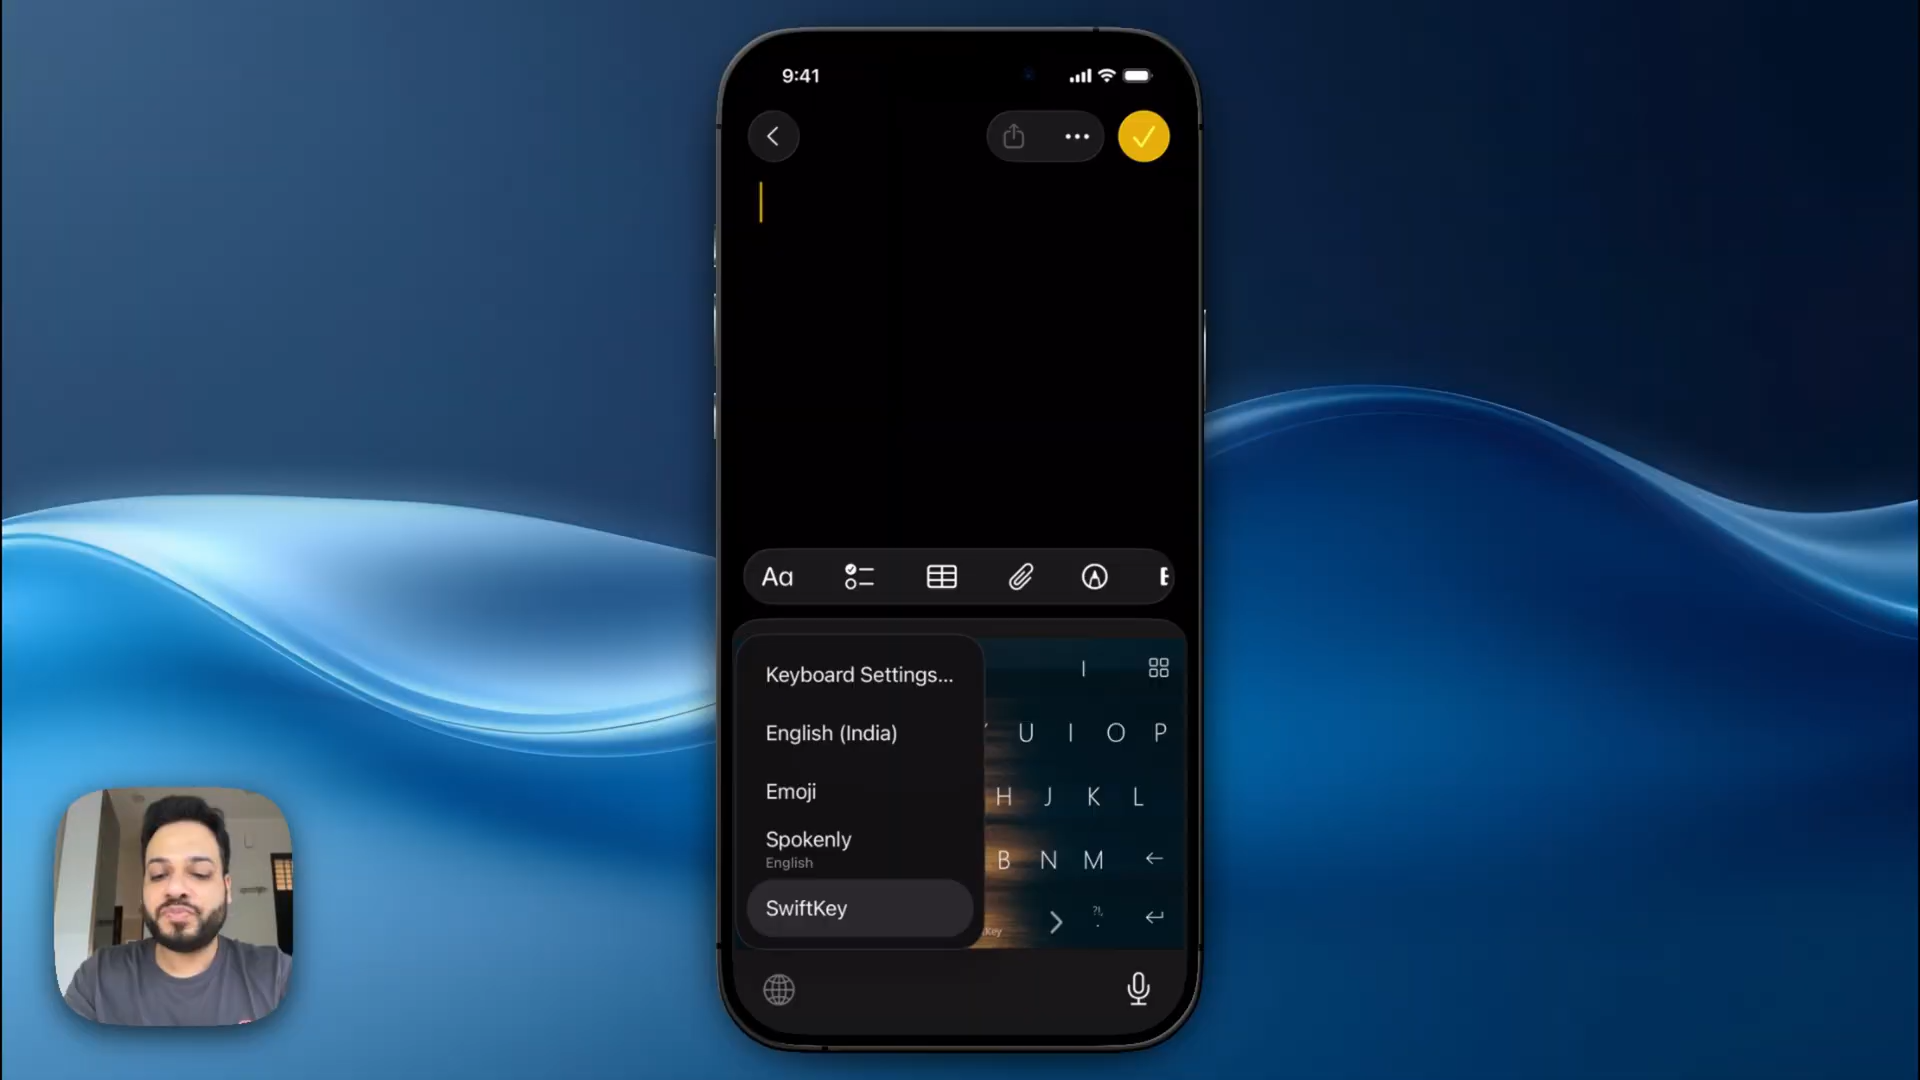 9:41
Aa
Keyboard Settings...
I
English (India)
U I O P
Emoji
H J K L
Spokenly
English
B N M
SwiftKey
?!,
.